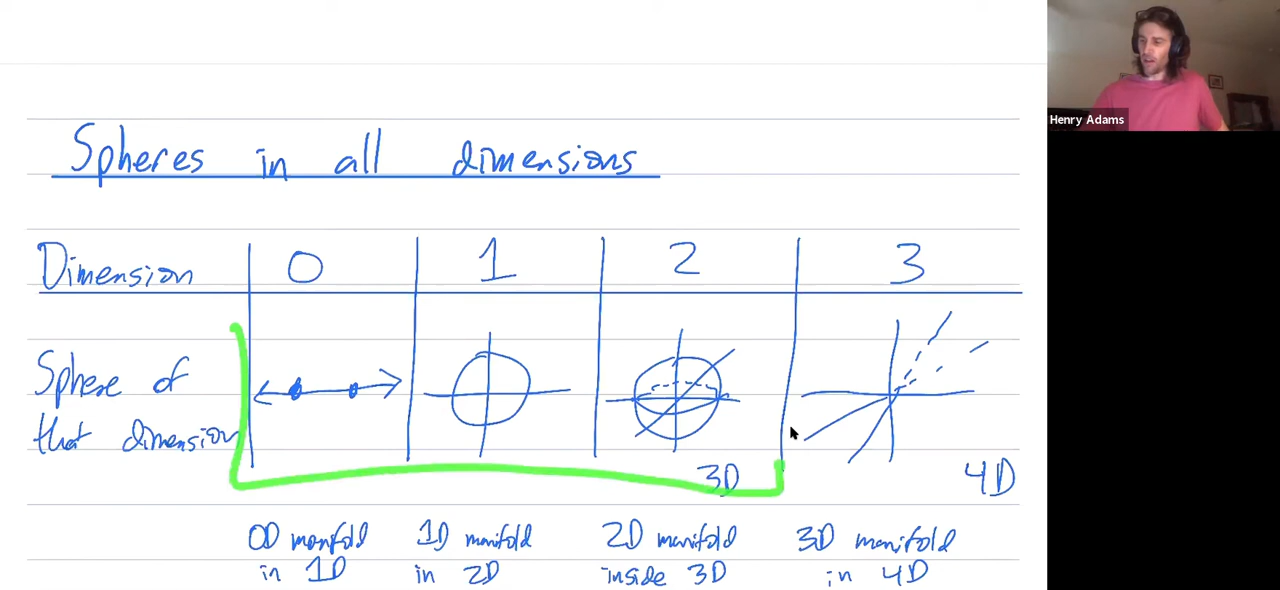 Henry Adams
Spheres in all dimensions
Dimension 0 1 2 3
Sphere of
that dimension
3D 4D
0D manifold 1D manifold 2D manifold 3D manifold
in 1D in 2D inside 3D in 4D